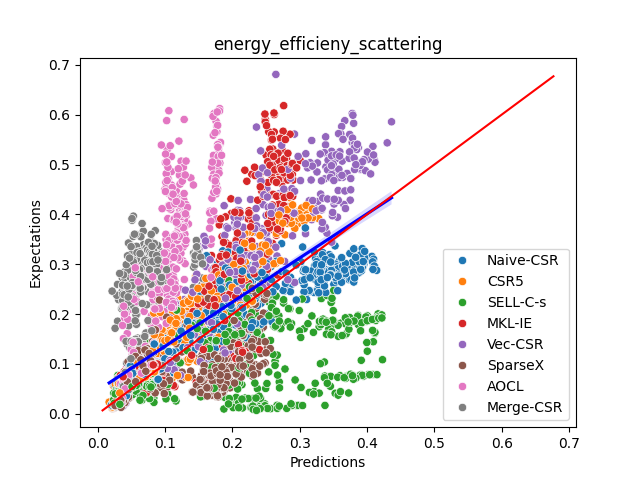 energy_efficieny_scattering
0.7
0.6
0.5
0.4
0.3
0.2
0.1
0.0
Expectations
Naive-CSR
CSR5
SELL-C-s
MKL-IE
Vec-CSR
SparseX
AOCL
Merge-CSR
0.0 0.1 0.2 0.3 0.4 0.5 0.6 0.7
Predictions